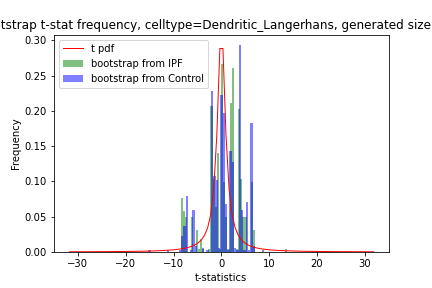 tstrap t-stat frequency, celltype=Dendritic_Langerhans, generated size
t pdf
bootstrap from IPF
bootstrap from Control
Frequency
0.30
0.25
0.20
0.15
0.10
0.05
0.00
−30 −20 −10 0 10 20 30
t-statistics